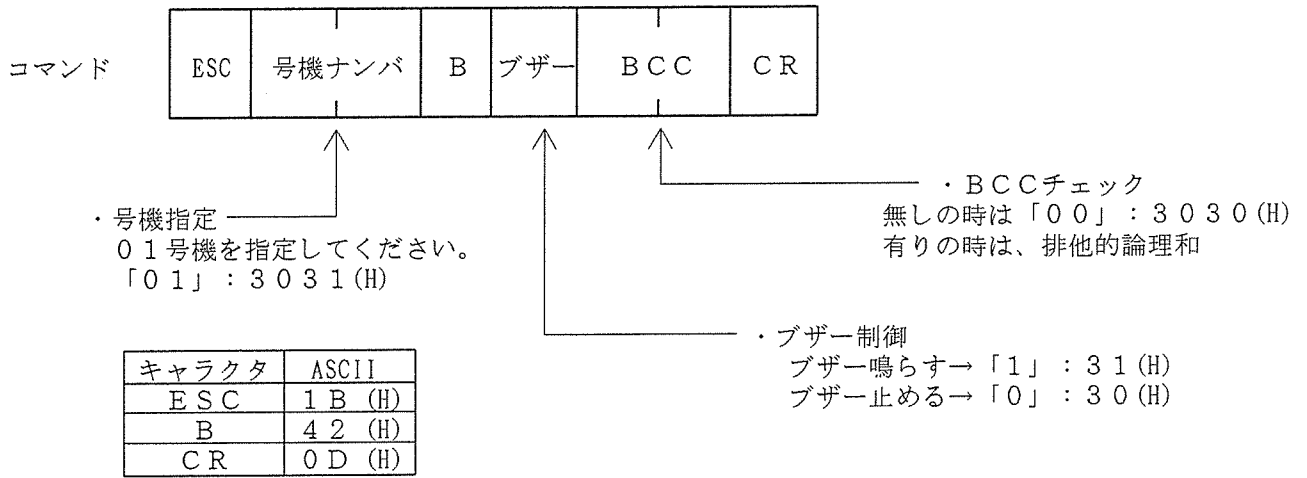 コマンド ESC 号機ナンバ B ブザー BCC CR
・BCCチェック
無しの時は「00」:3030(H)
有りの時は、排他的論理和
・号機指定
01号機を指定してください。
「01」:3031(H)
・ブザー制御
ブザー鳴らす→「1」:31(H)
ブザー止める→「0」:30(H)
キャラクタ ASCII
ESC 1B (H)
B 42 (H)
CR 0D (H)